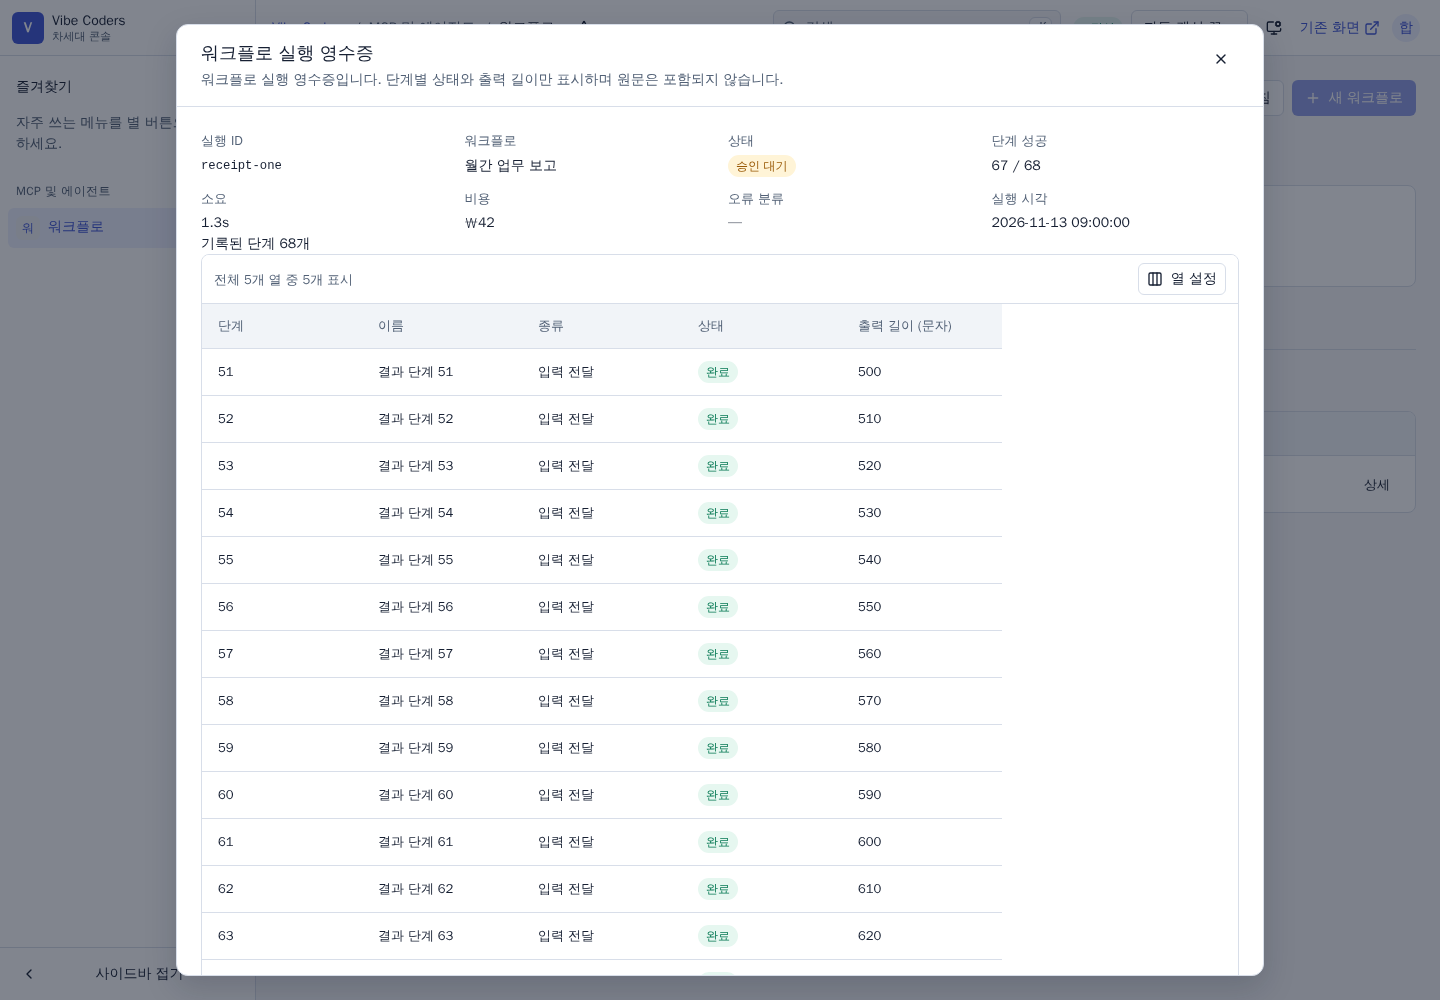 V
Vibe Coders
차세대 콘솔
기존 화면
합
즐겨찾기
자주 쓰는 메뉴를 별 버튼
하세요.
MCP 및 에이전트
워
워크플로
사이드바 접기
새 워크플로
상세
워크플로 실행 영수증
워크플로 실행 영수증입니다. 단계별 상태와 출력 길이만 표시하며 원문은 포함되지 않습니다.
실행 ID
receipt-one
워크플로
월간 업무 보고
상태
승인 대기
단계 성공
67 / 68
소요
1.3s
비용
₩42
오류 분류
—
실행 시각
2026-11-13 09:00:00
기록된 단계 68개
전체 5개 열 중 5개 표시
열 설정
단계 이름 종류 상태 출력 길이 (문자)
51 결과 단계 51 입력 전달 완료 500
52 결과 단계 52 입력 전달 완료 510
53 결과 단계 53 입력 전달 완료 520
54 결과 단계 54 입력 전달 완료 530
55 결과 단계 55 입력 전달 완료 540
56 결과 단계 56 입력 전달 완료 550
57 결과 단계 57 입력 전달 완료 560
58 결과 단계 58 입력 전달 완료 570
59 결과 단계 59 입력 전달 완료 580
60 결과 단계 60 입력 전달 완료 590
61 결과 단계 61 입력 전달 완료 600
62 결과 단계 62 입력 전달 완료 610
63 결과 단계 63 입력 전달 완료 620